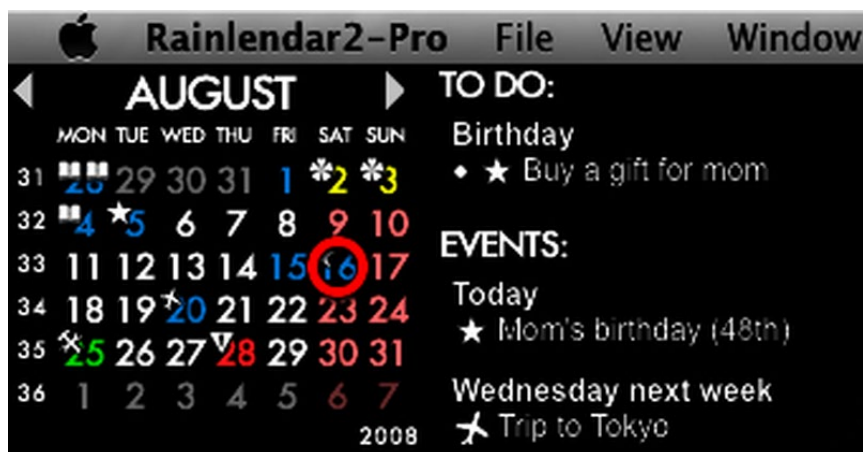 Rainlendar2-Pro File View Window
AUGUST
MON TUE WED THU FRI SAT SUN
31 28 29 30 31 1 2 3
32 4 5 6 7 8 9 10
33 11 12 13 14 15 16 17
34 18 19 20 21 22 23 24
35 25 26 27 28 29 30 31
36 1 2 3 4 5 6 7
2008
TO DO:
Birthday
Buy a gift for mom
EVENTS:
Today
Mom's birthday (48th)
Wednesday next week
Trip to Tokyo